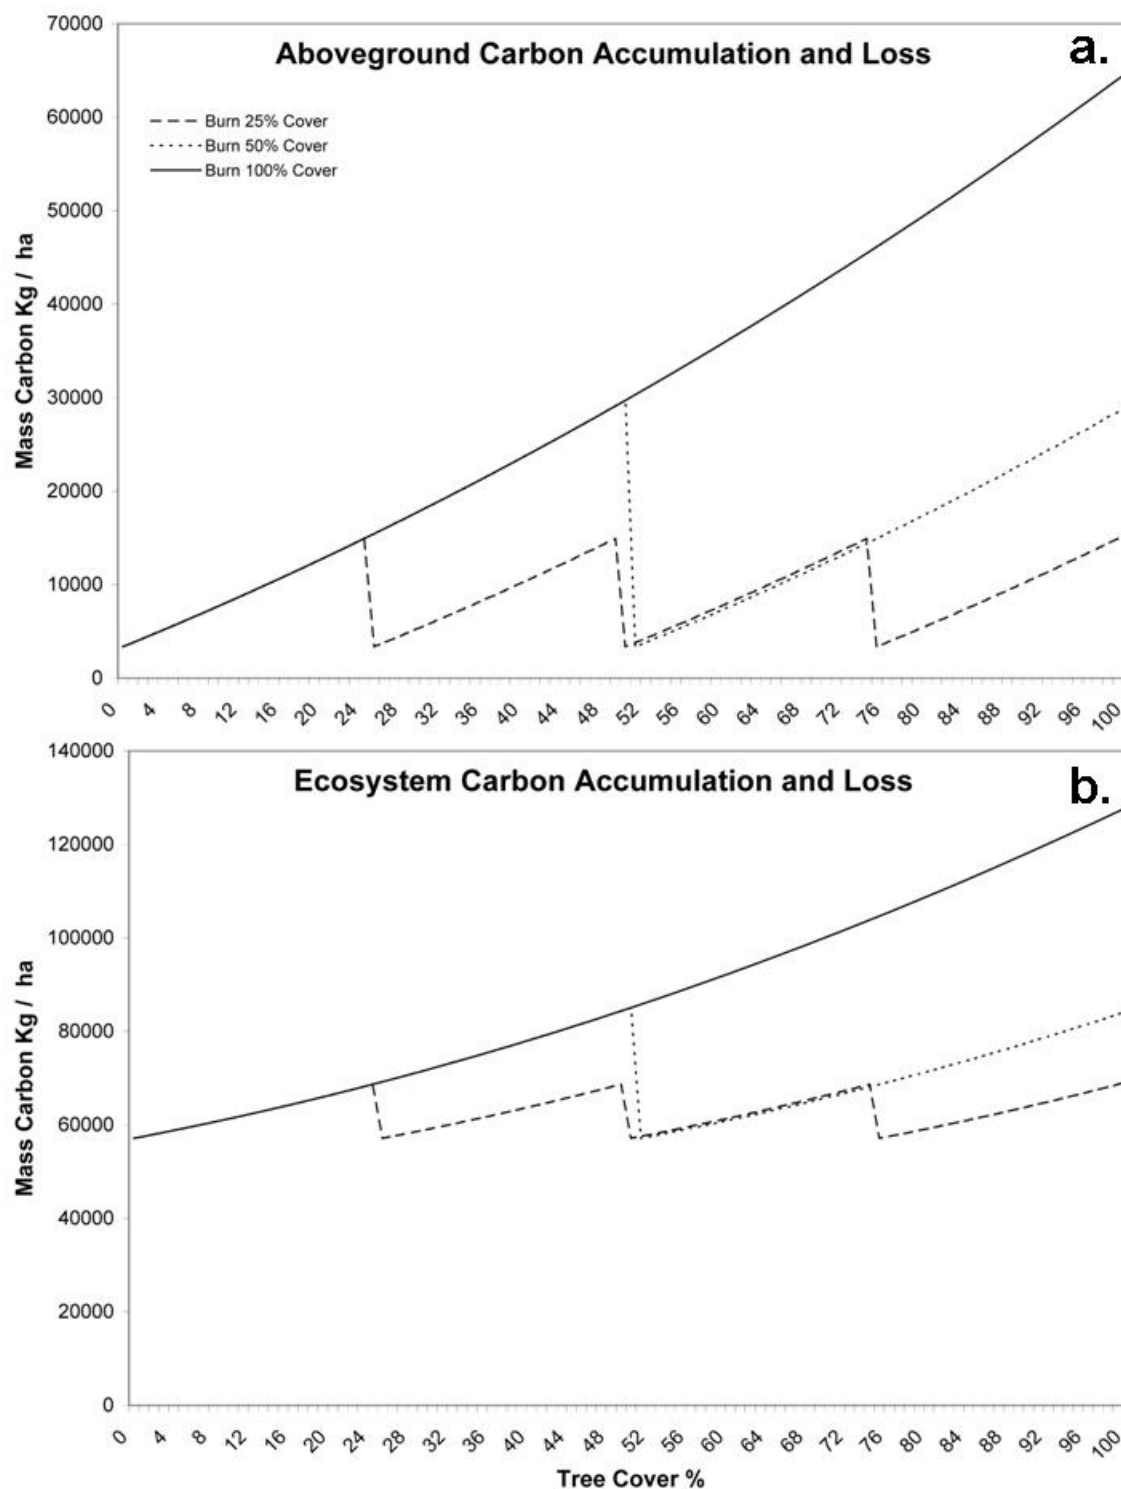 70000
Aboveground Carbon Accumulation and Loss
a.
60000
Burn 25% Cover
Burn 50% Cover
Burn 100% Cover
50000
40000
30000
20000
10000
0
Mass Carbon Kg / ha
0 4 8 12 16 20 24 28 32 36 40 44 48 52 56 60 64 68 72 76 80 84 88 92 96 100
140000
Ecosystem Carbon Accumulation and Loss
b.
120000
100000
80000
60000
40000
20000
0
Mass Carbon Kg / ha
0 4 8 12 16 20 24 28 32 36 40 44 48 52 56 60 64 68 72 76 80 84 88 92 96 100
Tree Cover %